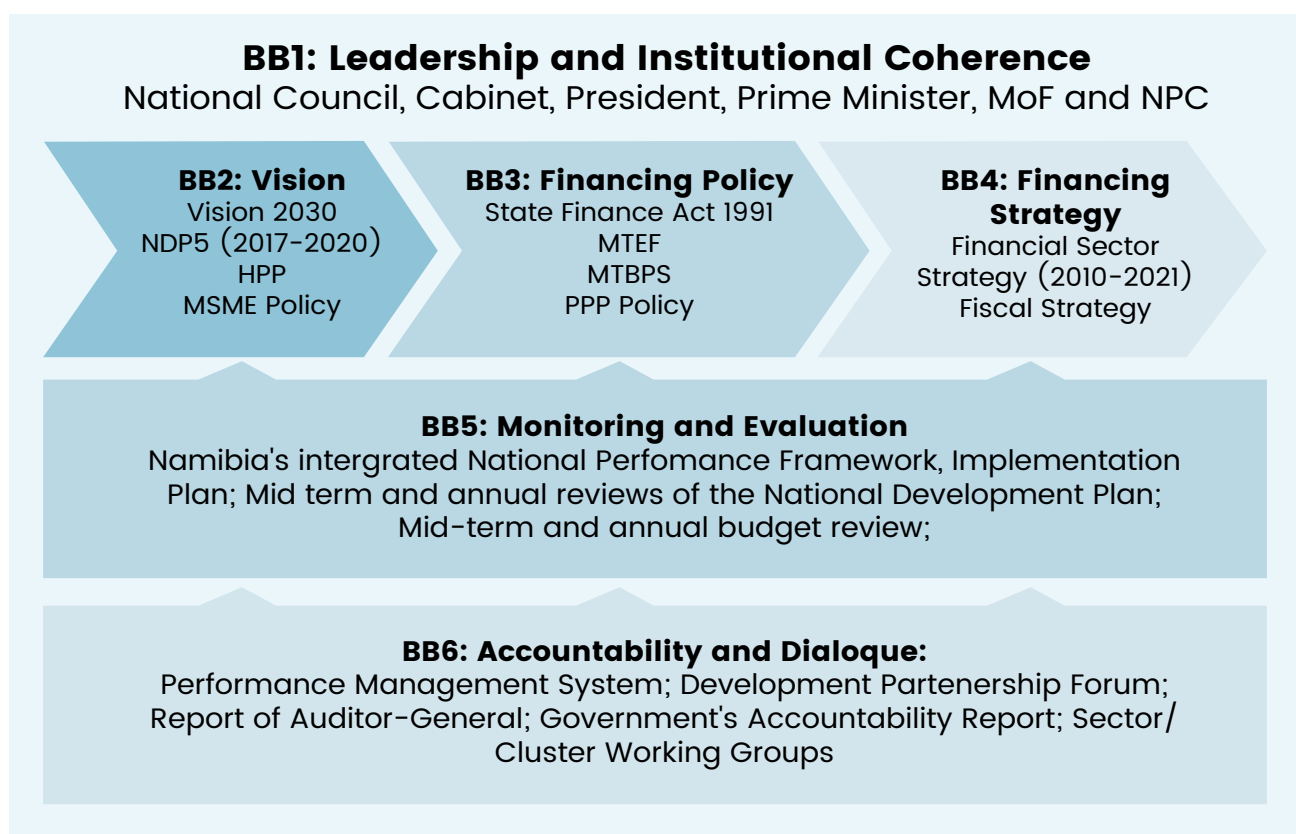 BB1: Leadership and Institutional Coherence
National Council, Cabinet, President, Prime Minister, MoF and NPC
BB2: Vision
Vision 2030
NDP5 (2017-2020)
HPP
MSME Policy
BB3: Financing Policy
State Finance Act 1991
MTEF
MTBPS
PPP Policy
BB4: Financing
Strategy
Financial Sector
Strategy (2010-2021)
Fiscal Strategy
BB5: Monitoring and Evaluation
Namibia's intergrated National Perfomance Framework, Implementation
Plan; Mid term and annual reviews of the National Development Plan;
Mid-term and annual budget review;
BB6: Accountability and Dialoque:
Performance Management System; Development Partenership Forum;
Report of Auditor-General; Government's Accountability Report; Sector/
Cluster Working Groups